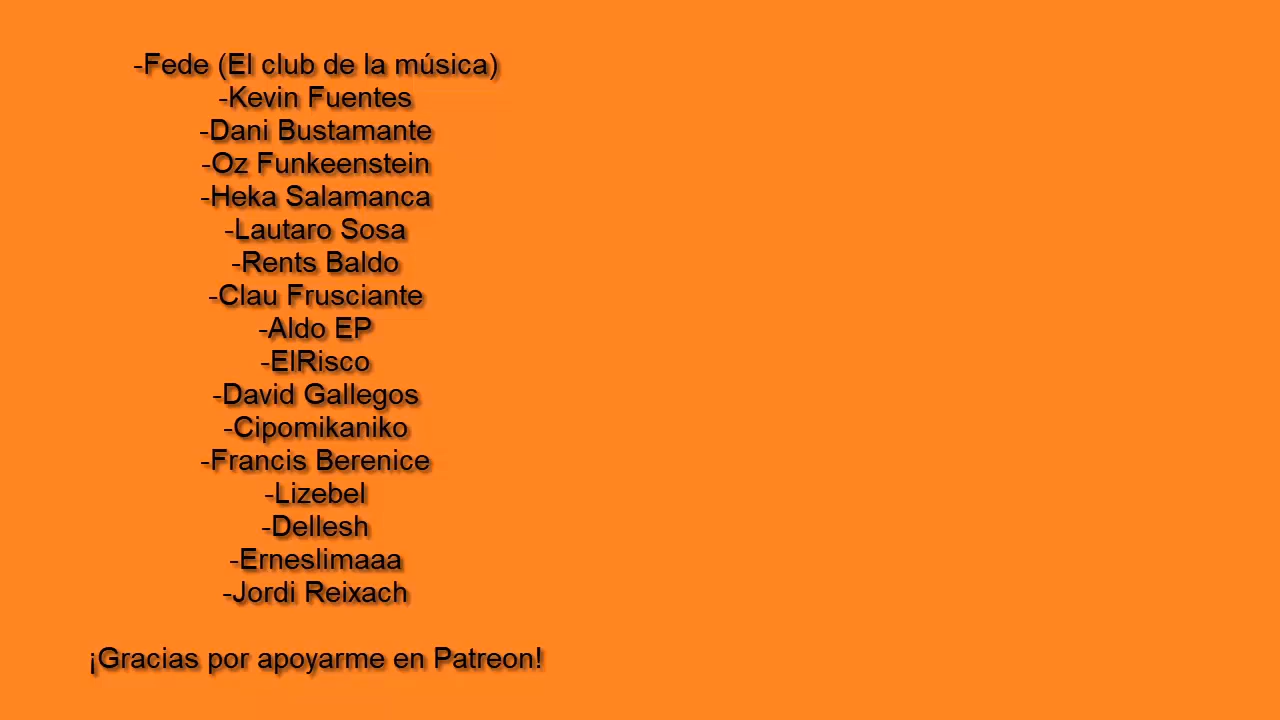 -Fede (El club de la música)
-Kevin Fuentes
-Dani Bustamante
-Oz Funkeenstein
-Heka Salamanca
-Lautaro Sosa
-Rents Baldo
-Clau Frusciante
-Aldo EP
-ElRisco
-David Gallegos
-Cipomikaniko
-Francis Berenice
-Lizebel
-Dellesh
-Erneslimaaa
-Jordi Reixach
¡Gracias por apoyarme en Patreon!